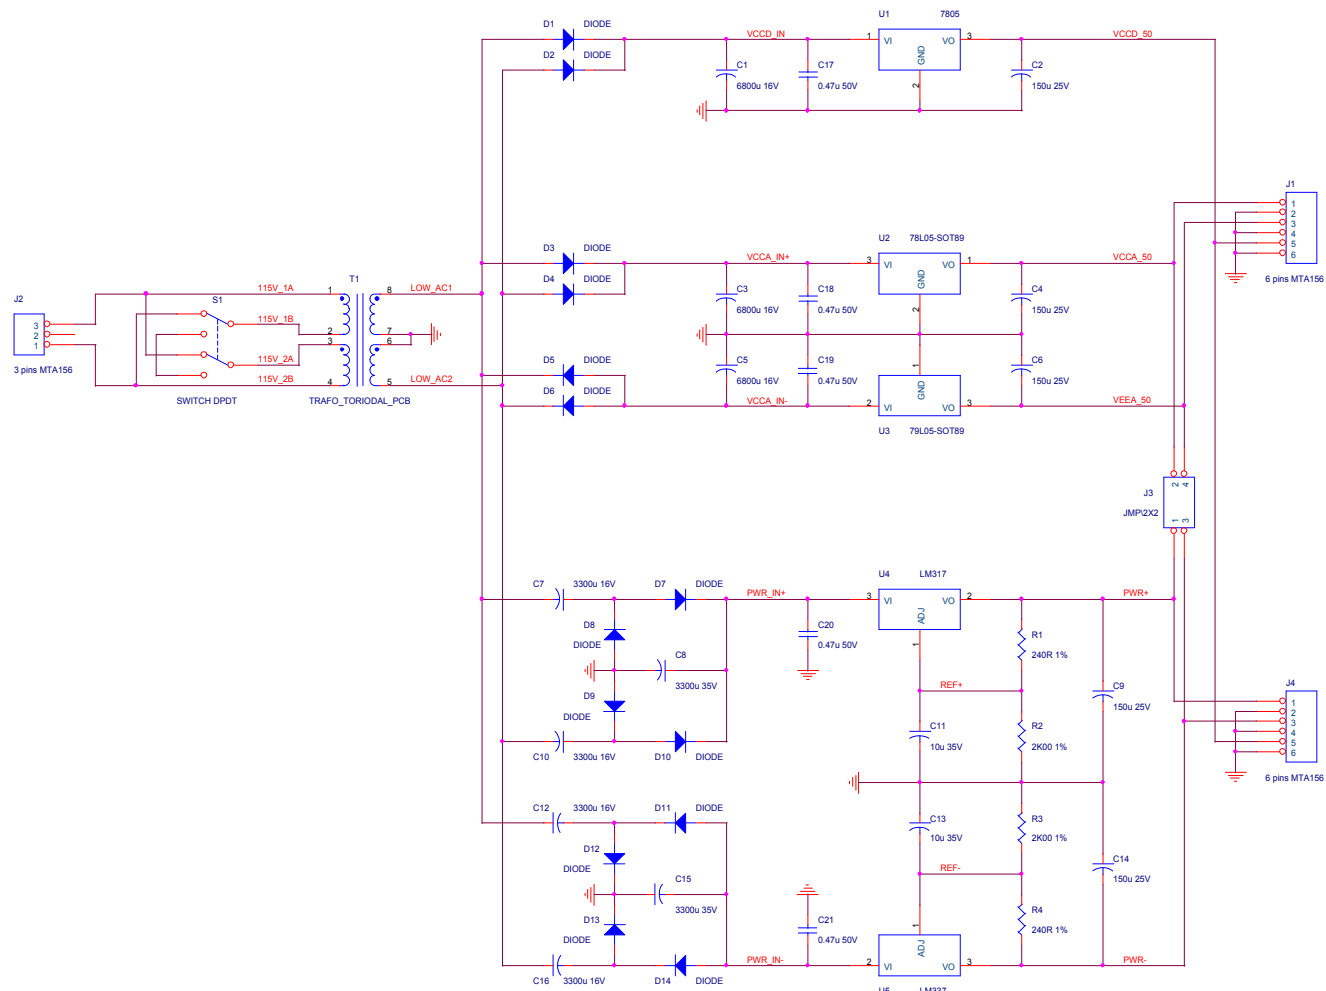 U1 7805
D1 DIODE
D2 DIODE
VCCD_IN
1 VI VO 3
GND
2
VCCD_50
C1
6800u 16V
C17
0.47u 50V
C2
150u 25V
J1
1
2
3
4
5
6
6 pins MTA156
U2 78L05-SOT89
D3 DIODE
D4 DIODE
VCCA_IN+
3 VI VO 1
GND
2
VCCA_50
C3
6800u 16V
C18
0.47u 50V
C4
150u 25V
J2
3
2
1
3 pins MTA156
S1
SWITCH DPDT
115V_1A
115V_1B
115V_2A
115V_2B
T1
1 8
2 7
3 6
4 5
TRAFO_TORIODAL_PCB
LOW_AC1
LOW_AC2
D5 DIODE
D6 DIODE
C5
6800u 16V
C19
0.47u 50V
C6
150u 25V
VCCA_IN-
1
GND
2 VI VO 3
VEEA_50
U3 79L05-SOT89
J3
JMP\2X2
2 4
1 3
U4 LM317
C7 3300u 16V
D7 DIODE
PWR_IN+
3 VI VO 2
ADJ
1
PWR+
D8
DIODE
C20
0.47u 50V
R1
240R 1%
C8
3300u 35V
REF+
D9
DIODE
C9
150u 25V
J4
1
2
3
4
5
6
6 pins MTA156
C10 3300u 16V
D10 DIODE
C11
10u 35V
R2
2K00 1%
C12 3300u 16V
D11 DIODE
C13
10u 35V
R3
2K00 1%
D12
DIODE
C14
150u 25V
C15
3300u 35V
REF-
D13
DIODE
C21
0.47u 50V
R4
240R 1%
C16 3300u 16V
D14 DIODE
PWR_IN-
1
ADJ
2 VI VO 3
PWR-
U5 LM337